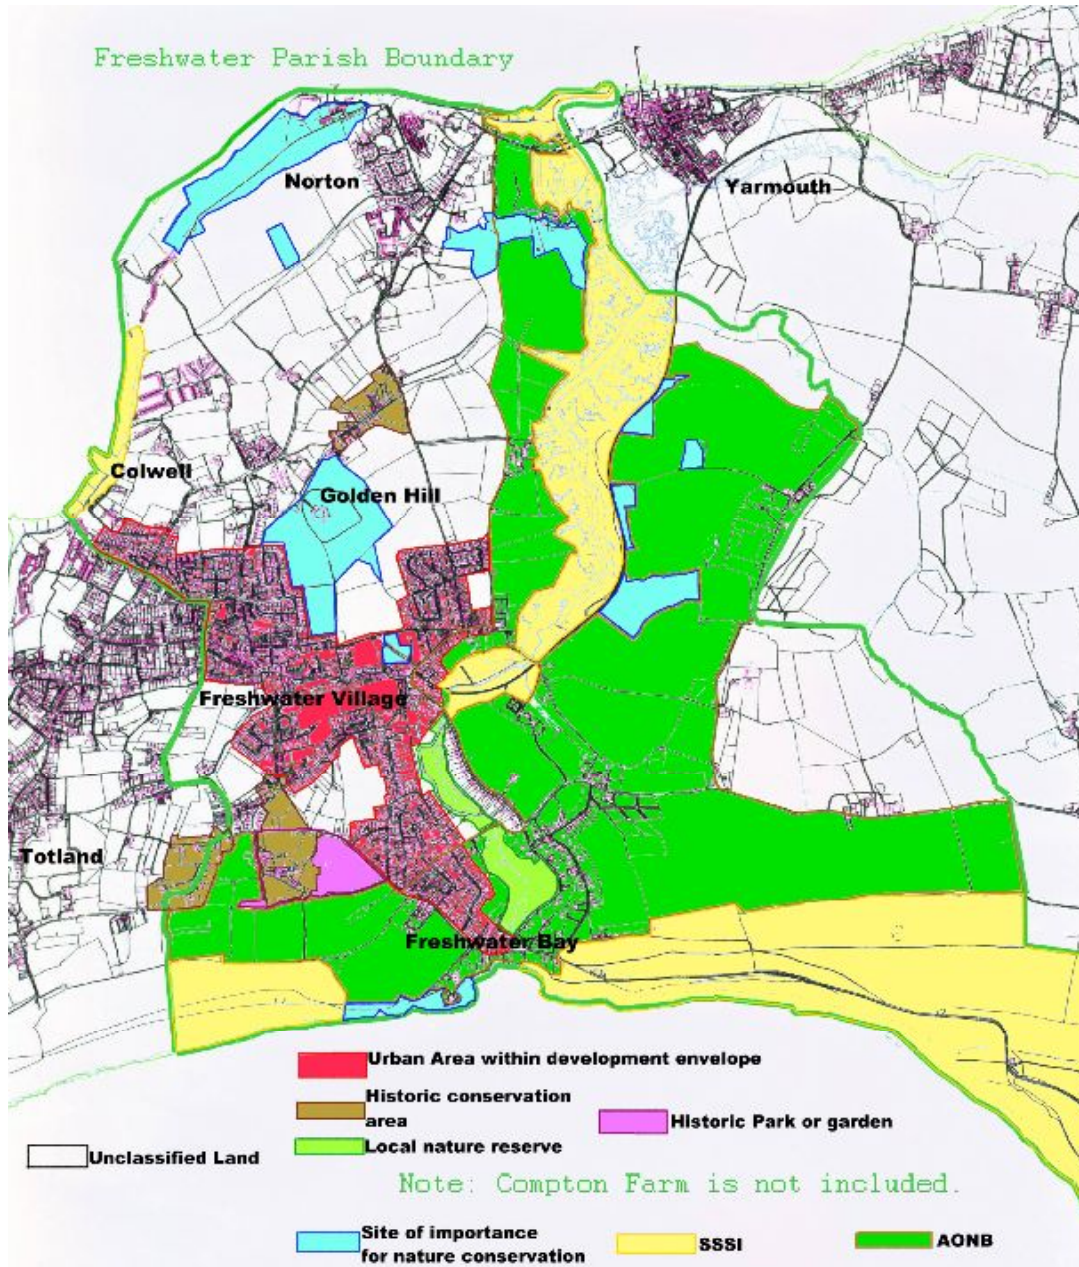 Freshwater Parish Boundary
Norton
Yarmouth
Colwell
Golden Hill
Freshwater Village
Totland
Freshwater Bay
Urban Area within development envelope
Historic conservation
area
Historic Park or garden
Local nature reserve
Unclassified Land
Note: Compton Farm is not included.
Site of importance
for nature conservation
SSSI
AONB